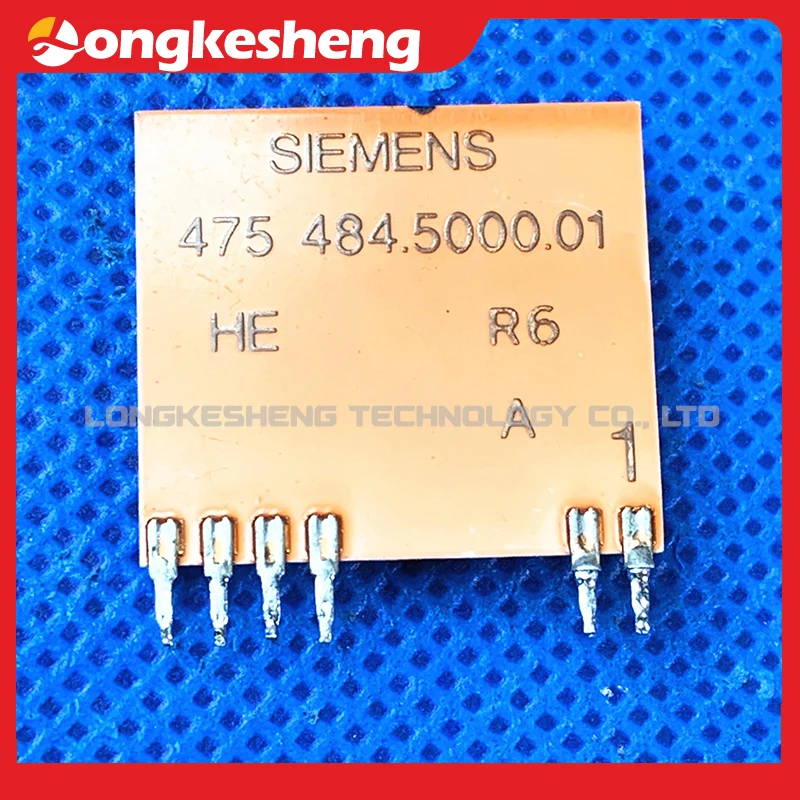 Longkesheng
SIEMENS
475 484.5000.01
HE R6
LONGKESHENG TECHNOLOGY CO., LTD
A
1